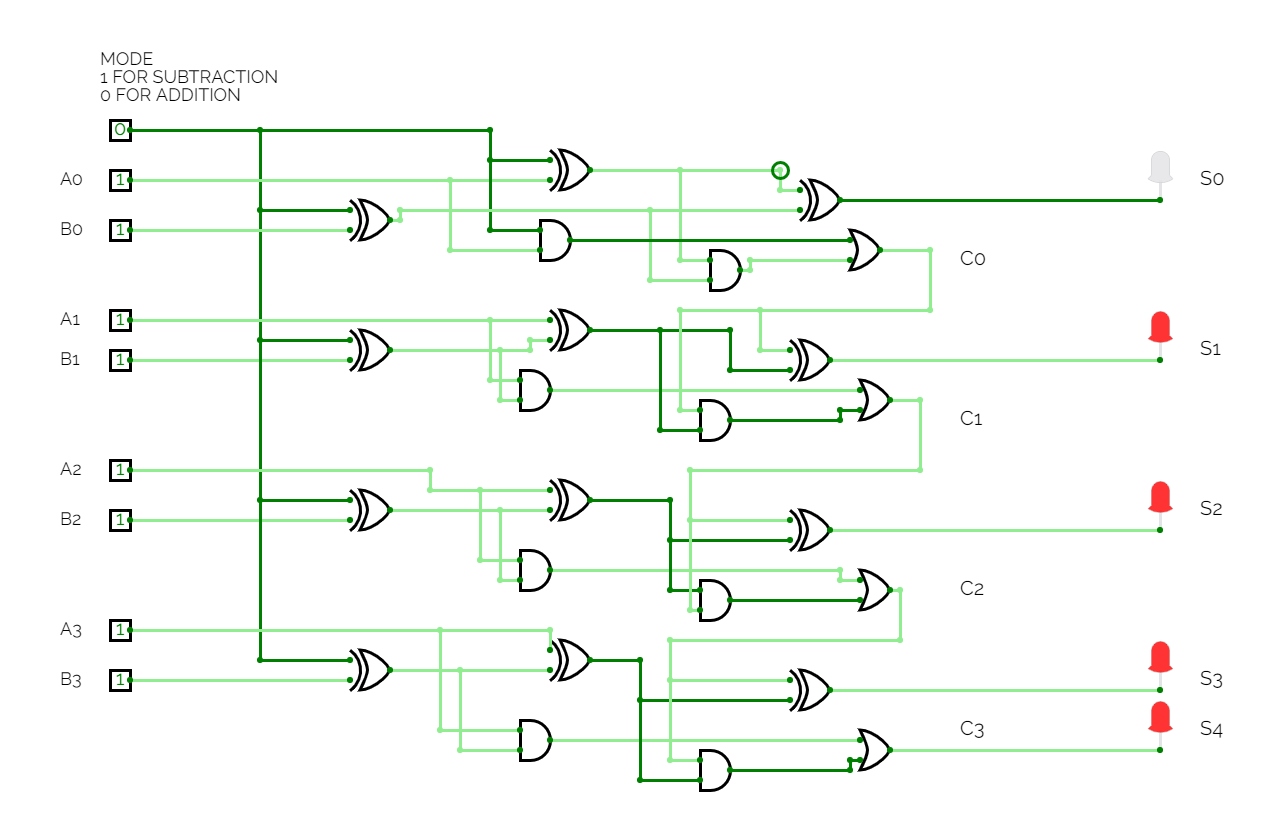 MODE
1 FOR SUBTRACTION
0 FOR ADDITION
0
A0 1
S0
B0 1
C0
A1 1
S1
B1 1
C1
A2 1
S2
B2 1
C2
A3 1
B3 1
S3
C3
S4